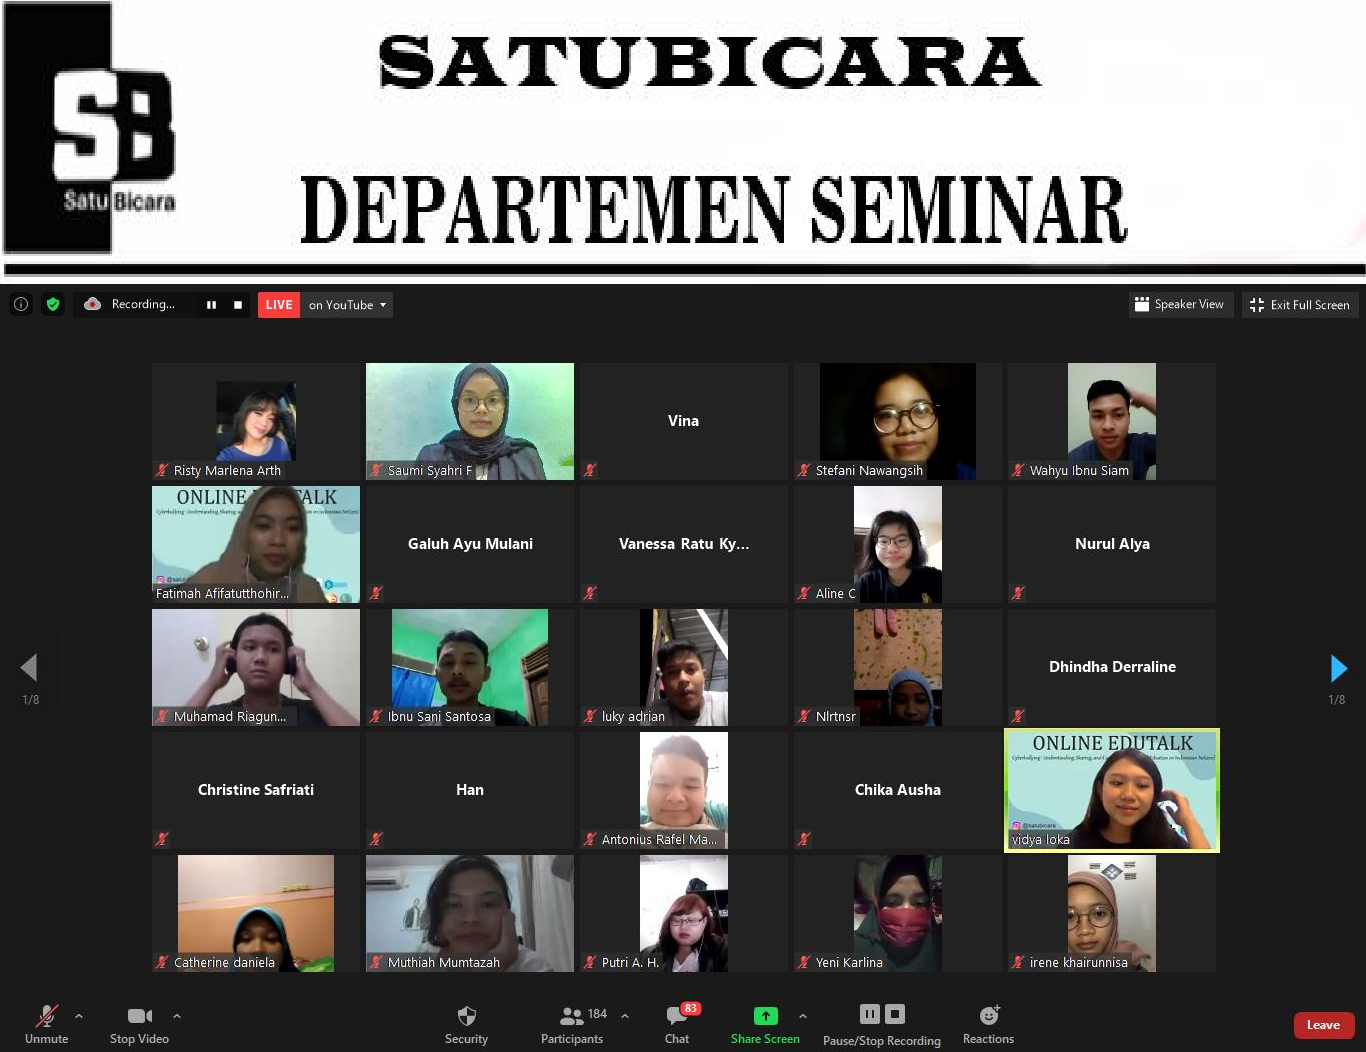 SATUBICARA
SB
Satu Bicara
DEPARTEMEN SEMINAR
Recording...
LIVE on YouTube
Speaker View
Exit Full Screen
Risty Marlena Arth
Saumi Syahri F
Vina
Stefani Nawangsih
Wahyu Ibnu Siam
ONLINE EDUTALK
Fatimah Afifatutthohir...
Galuh Ayu Mulani
Vanessa Ratu Ky...
Aline C
Nurul Alya
Muhamad Riagun...
Ibnu Sani Santosa
luky adrian
Nlrtnsr
Dhindha Derraline
1/8
1/8
Christine Safriati
Han
Antonius Rafel Ma...
Chika Ausha
ONLINE EDUTALK
@satubicara
vidya loka
Catherine daniela
Muthiah Mumtazah
Putri A. H.
Yeni Karlina
irene khairunnisa
Unmute
Stop Video
Security
Participants
184
Chat
83
Share Screen
Pause/Stop Recording
Reactions
Leave